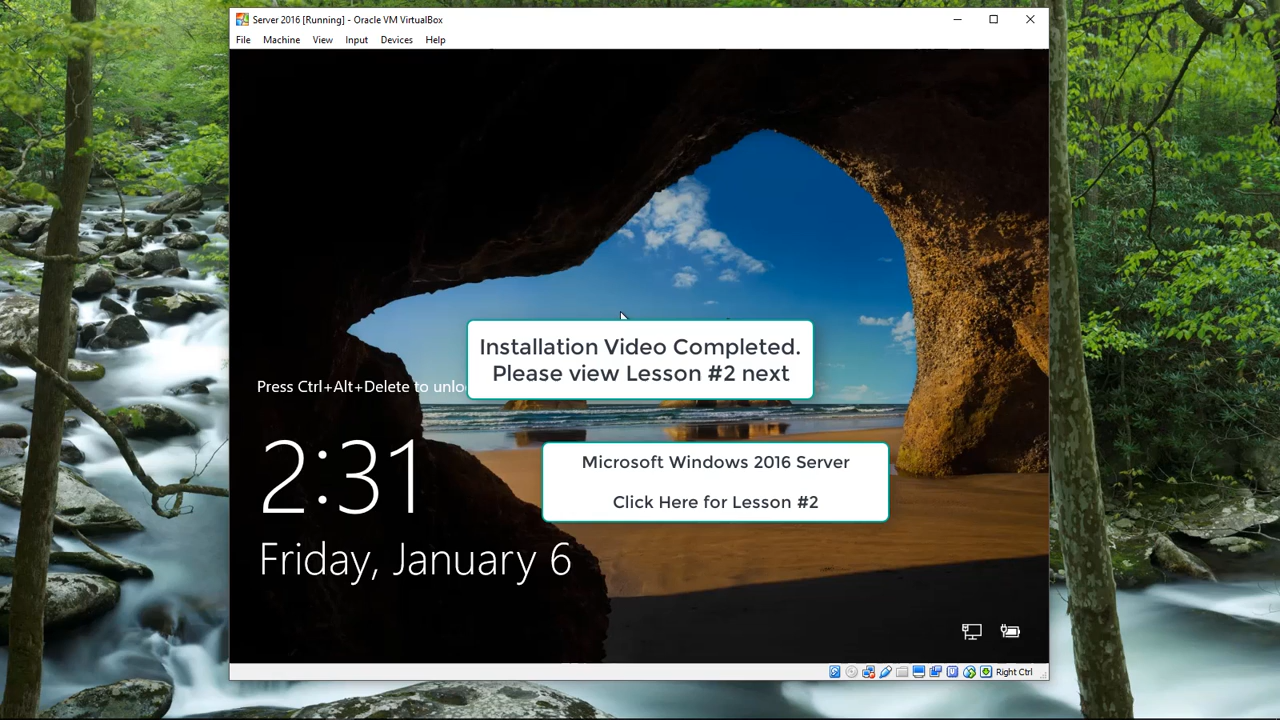 Server 2016 [Running] - Oracle VM VirtualBox
File Machine View Input Devices Help
Installation Video Completed.
Please view Lesson #2 next
Press Ctrl+Alt+Delete to unlo
2:31
Friday, January 6
Microsoft Windows 2016 Server
Click Here for Lesson #2
Right Ctrl